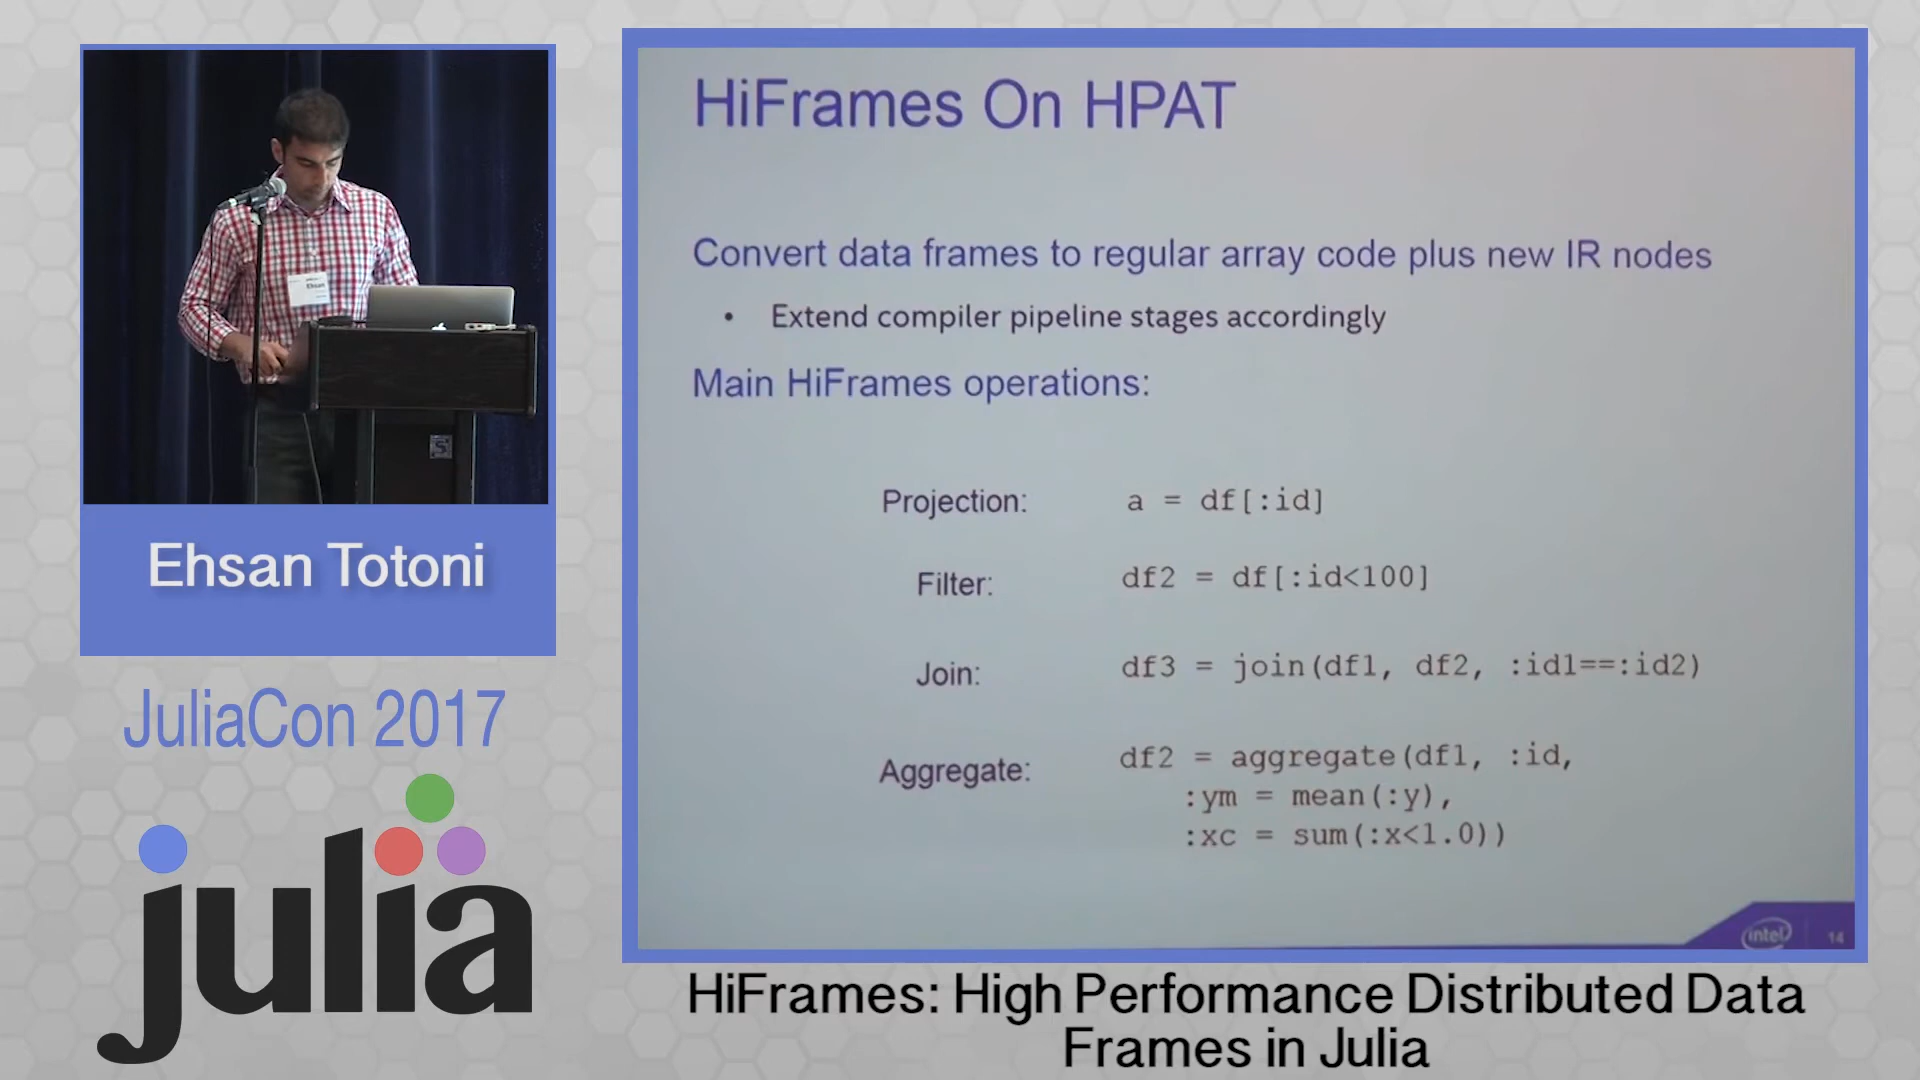 Ehsan
Ehsan Totoni
JuliaCon 2017
julia
HiFrames On HPAT
Convert data frames to regular array code plus new IR nodes
• Extend compiler pipeline stages accordingly
Main HiFrames operations:
Projection: a = df[:id]
Filter: df2 = df[:id<100]
Join: df3 = join(df1, df2, :id1==:id2)
Aggregate: df2 = aggregate(df1, :id,
:ym = mean(:y),
:xc = sum(:x<1.0))
intel 14
HiFrames: High Performance Distributed Data
Frames in Julia